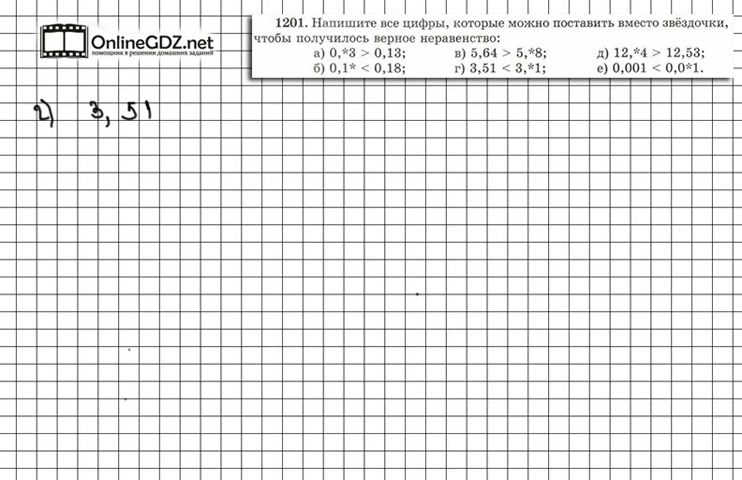 OnlineGDZ.net
помощник в решении домашних заданий
1201. Напишите все цифры, которые можно поставить вместо звёздочки,
чтобы получилось верное неравенство:
а) 0,*3 > 0,13; в) 5,64 > 5,*8; д) 12,*4 > 12,53;
б) 0,1* < 0,18; г) 3,51 < 3,*1; е) 0,001 < 0,0*1.
г) 3,51